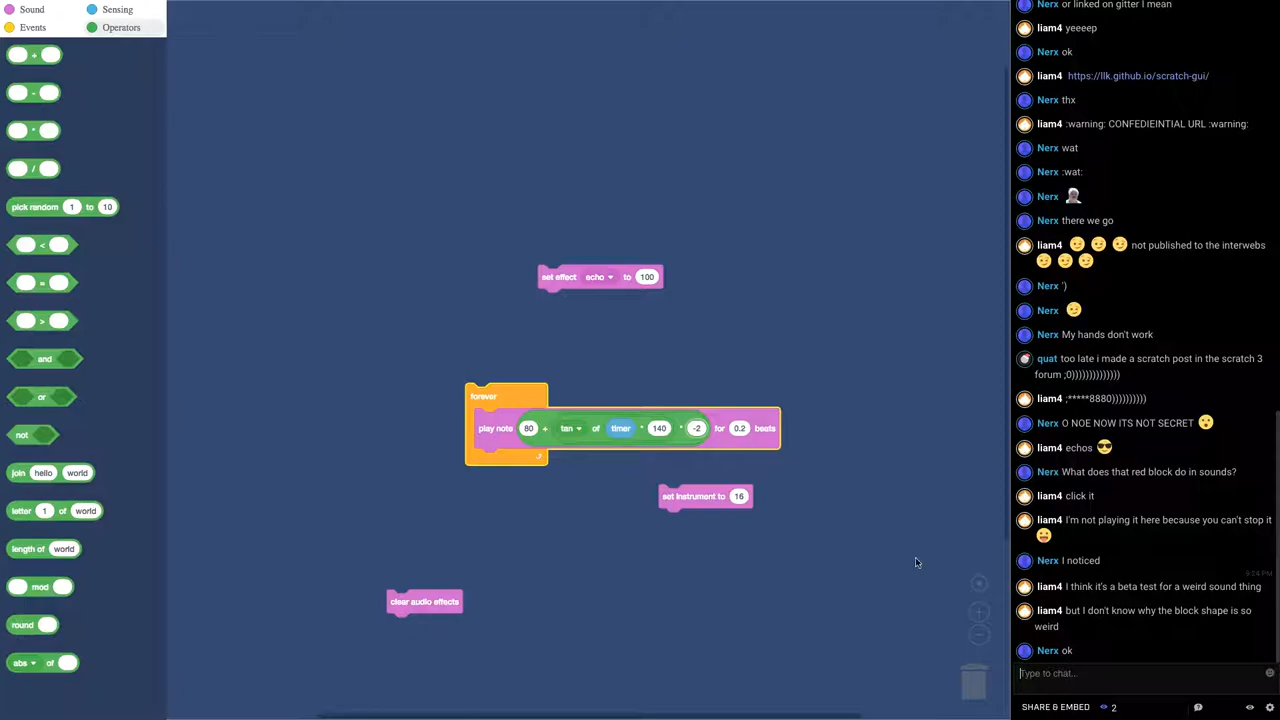 Sound
Sensing
Events
Operators
+
-
*
/
pick random 1 to 10
<
=
>
and
or
not
join hello world
letter 1 of world
length of world
mod
round
abs of
set effect echo to 100
forever
play note 80 + tan of timer * 140 * -2 for 0.2 beats
set instrument to 16
clear audio effects
Nerx or linked on gitter I mean
liam4 yeeeep
Nerx ok
liam4 https://llk.github.io/scratch-gui/
Nerx thx
liam4 :warning: CONFEDIEINTIAL URL :warning:
Nerx wat
Nerx :wat:
Nerx
Nerx there we go
liam4 😏 😏 😏 not published to the interwebs
😏 😏 😏
Nerx ')
Nerx 😏
Nerx My hands don't work
quat too late i made a scratch post in the scratch 3
forum ;0)))))))))))))
liam4 ;*****8880))))))))))
Nerx O NOE NOW ITS NOT SECRET 😯
liam4 echos 😎
Nerx What does that red block do in sounds?
liam4 click it
liam4 I'm not playing it here because you can't stop it
😛
Nerx I noticed
9:24 PM
liam4 I think it's a beta test for a weird sound thing
liam4 but I don't know why the block shape is so
weird
Nerx ok
Type to chat...
SHARE & EMBED 2